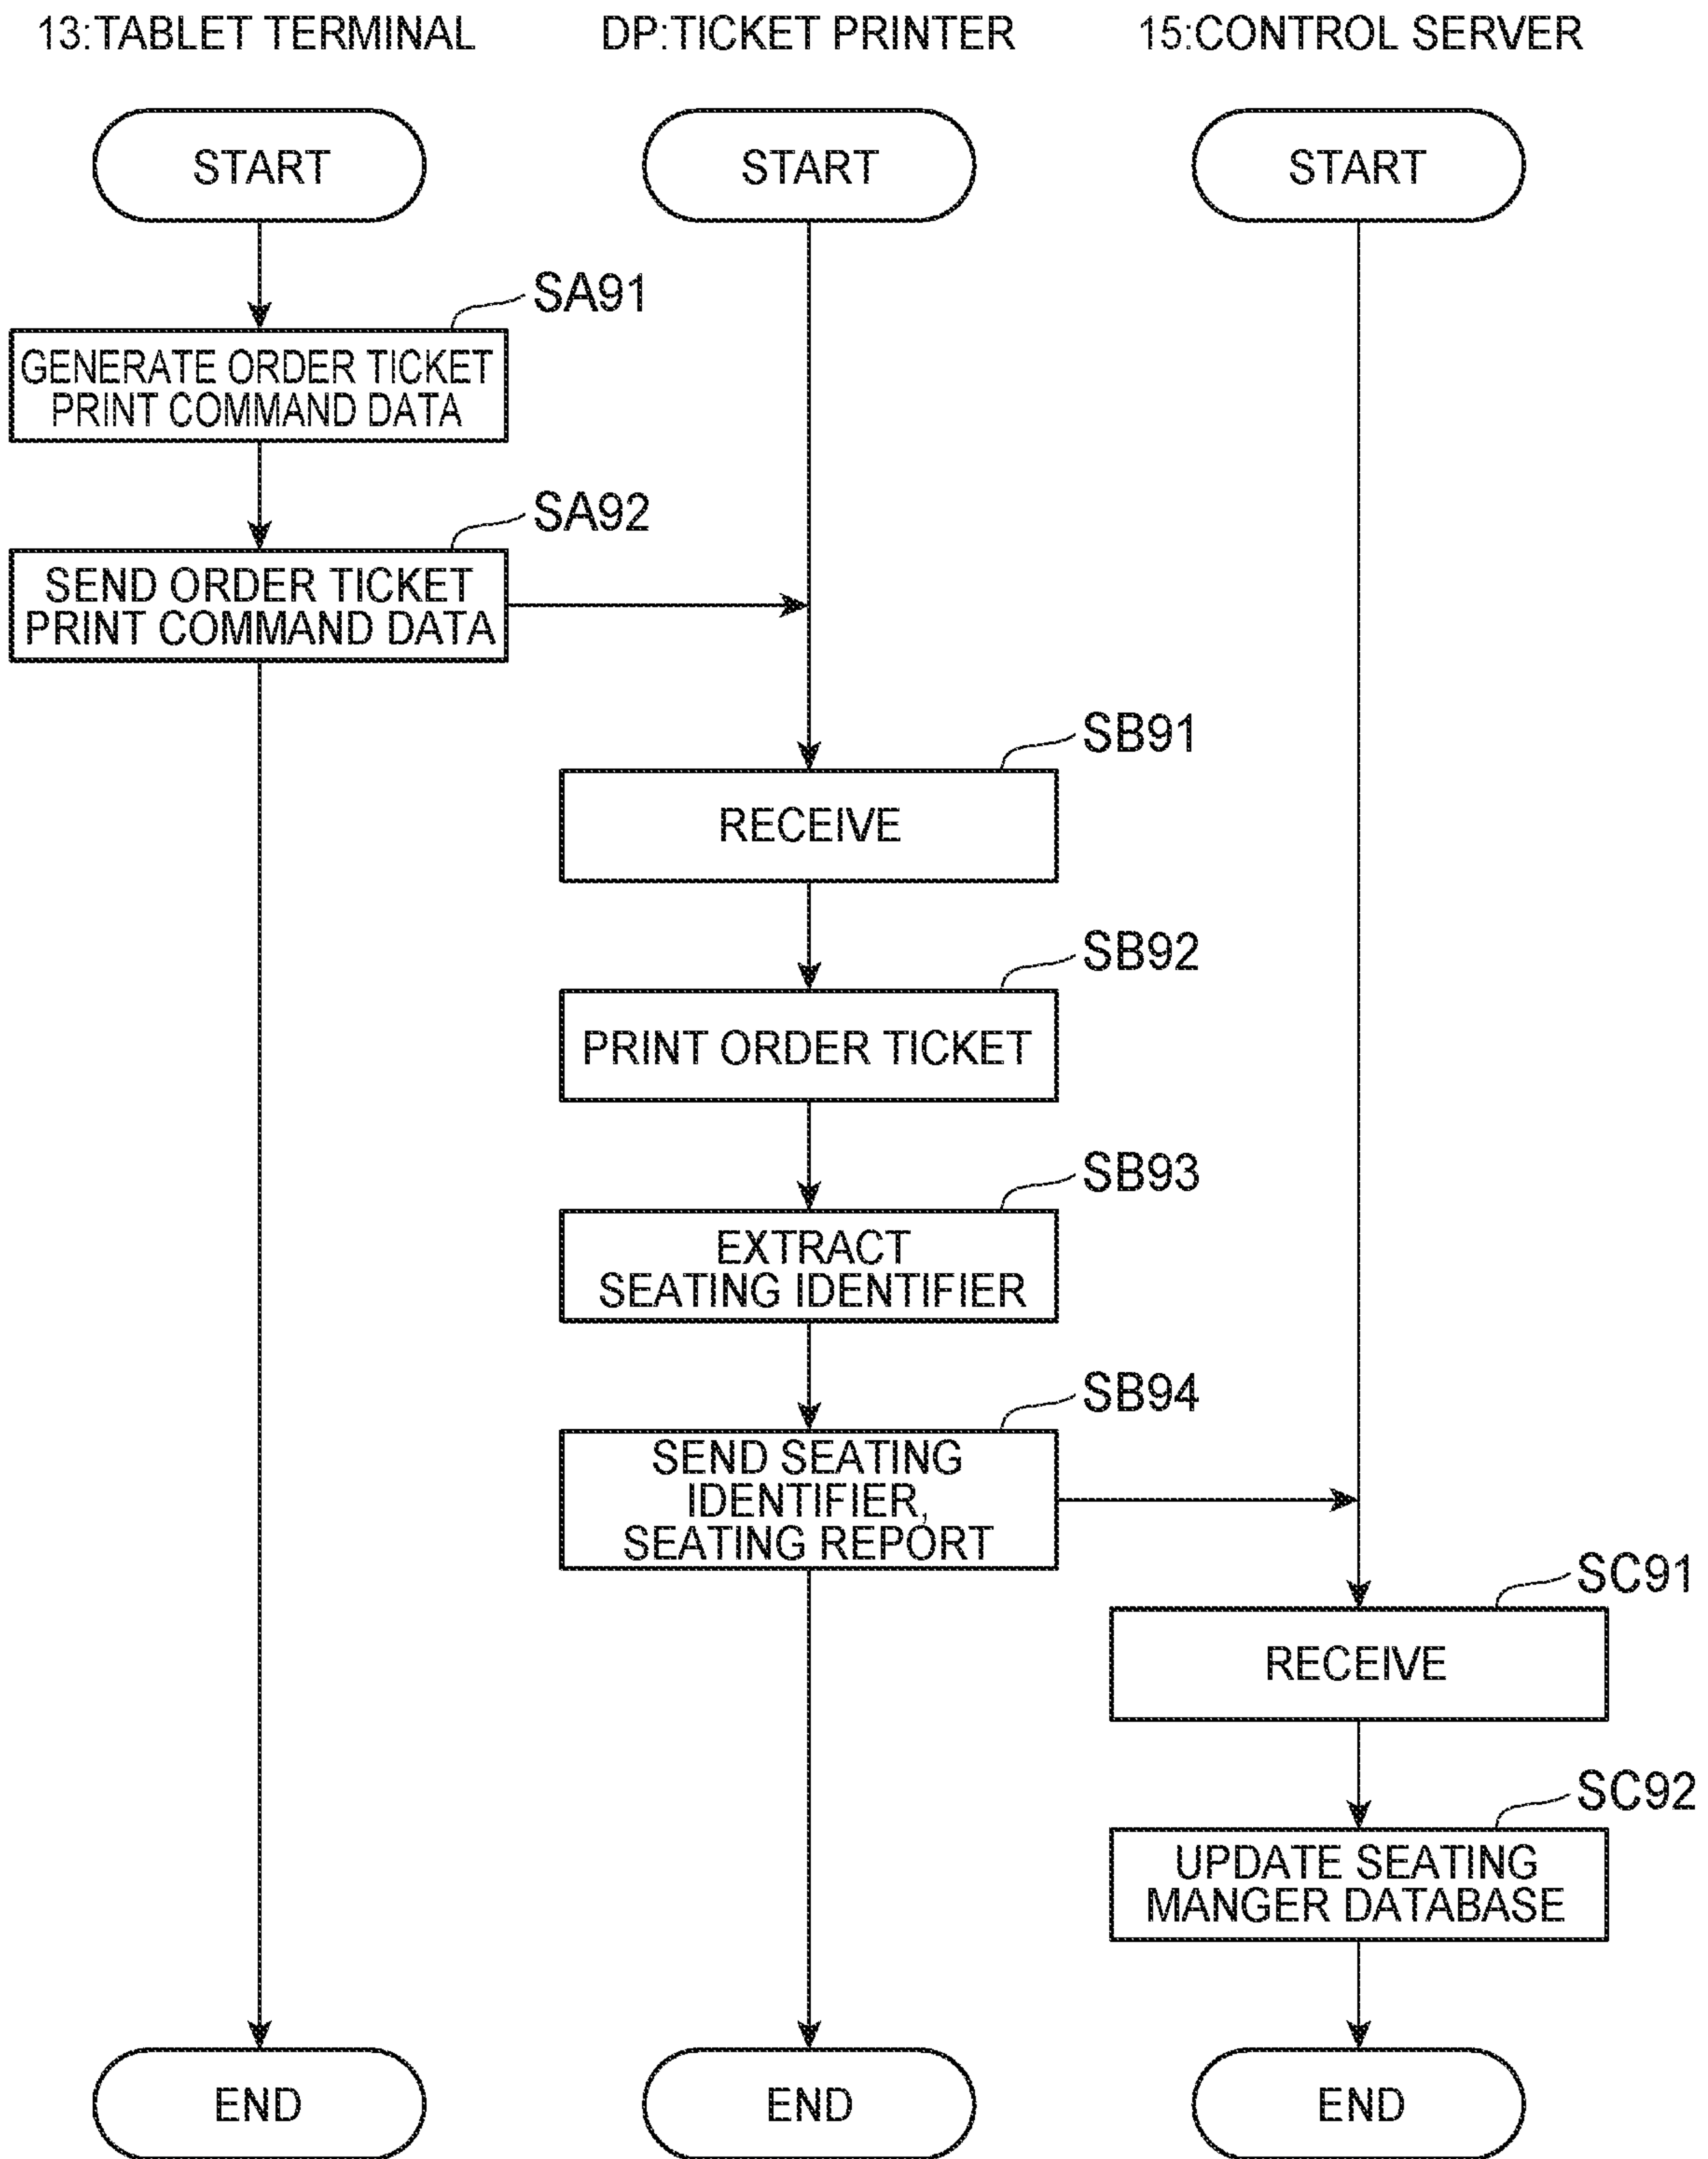 13:TABLET TERMINAL
DP:TICKET PRINTER
15:CONTROL SERVER
START
START
START
SA91
GENERATE ORDER TICKET
PRINT COMMAND DATA
SA92
SEND ORDER TICKET
PRINT COMMAND DATA
SB91
RECEIVE
SB92
PRINT ORDER TICKET
SB93
EXTRACT
SEATING IDENTIFIER
SB94
SEND SEATING
IDENTIFIER,
SEATING REPORT
SC91
RECEIVE
SC92
UPDATE SEATING
MANGER DATABASE
END
END
END